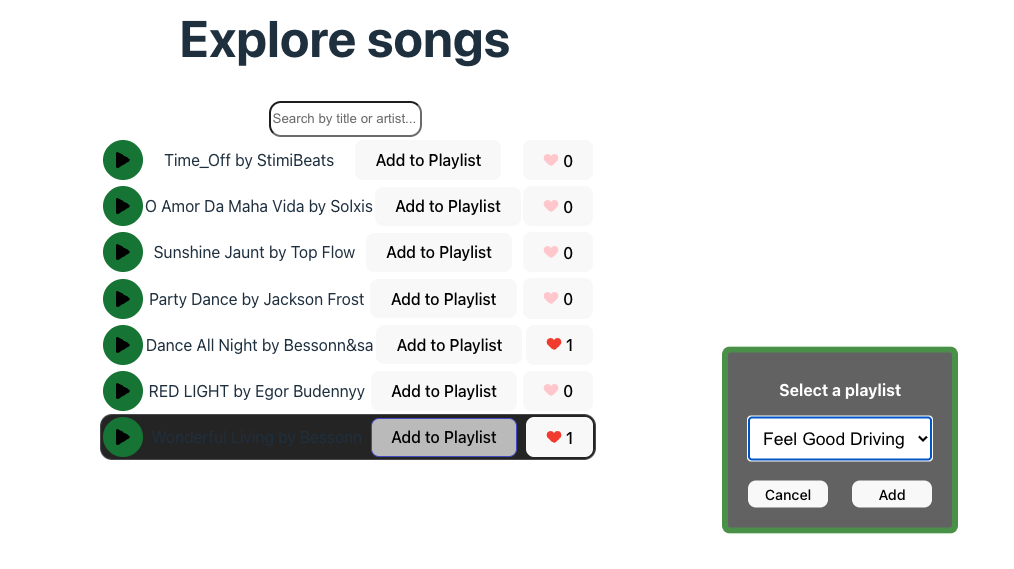 Explore songs
Search by title or artist...
Time_Off by StimiBeats Add to Playlist 0
O Amor Da Maha Vida by Solxis Add to Playlist 0
Sunshine Jaunt by Top Flow Add to Playlist 0
Party Dance by Jackson Frost Add to Playlist 0
Dance All Night by Bessonn&sa Add to Playlist 1
RED LIGHT by Egor Budennyy Add to Playlist 0
Wonderful Living by Bessonn Add to Playlist 1
Select a playlist
Feel Good Driving
Cancel Add